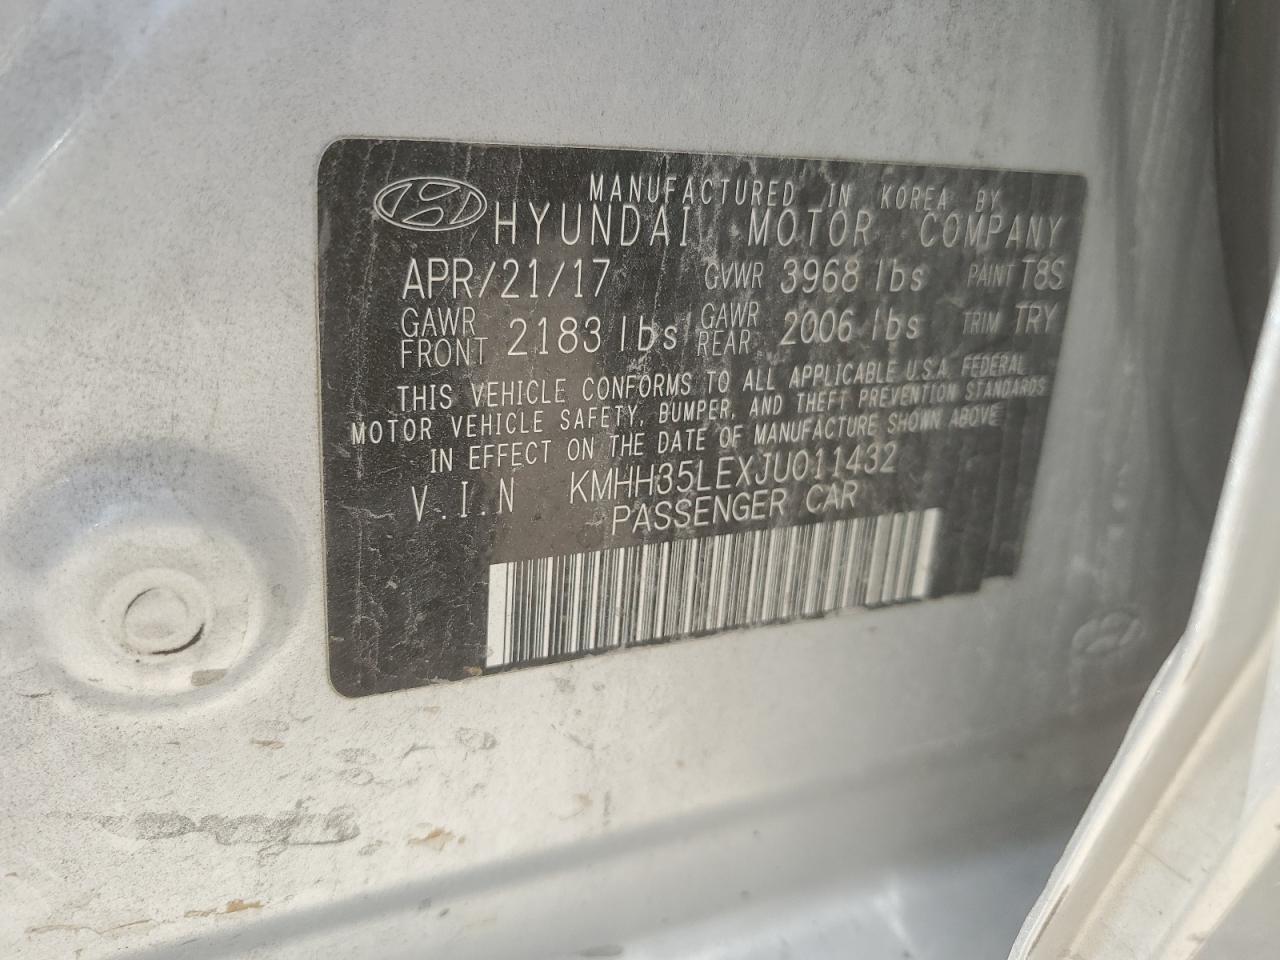 MANUFACTURED IN KOREA BY
HYUNDAI MOTOR COMPANY
APR/21/17 GVWR 3968 lbs PAINT T8S
GAWR FRONT 2183 lbs GAWR REAR 2006 lbs TRIM TRY
THIS VEHICLE CONFORMS TO ALL APPLICABLE U.S.A. FEDERAL
MOTOR VEHICLE SAFETY, BUMPER, AND THEFT PREVENTION STANDARDS
IN EFFECT ON THE DATE OF MANUFACTURE SHOWN ABOVE
V.I.N KMHH35LEXJU011432
PASSENGER CAR